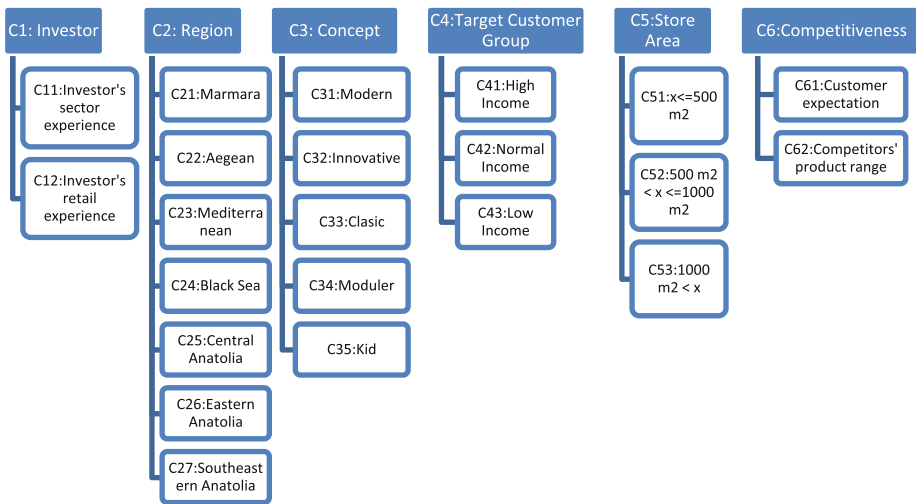 C1: Investor
C11:Investor's
sector
experience
C12:Investor's
retail
experience
C2: Region
C21:Marmara
C22:Aegean
C23:Mediterra
nean
C24:Black Sea
C25:Central
Anatolia
C26:Eastern
Anatolia
C27:Southeast
ern Anatolia
C3: Concept
C31:Modern
C32:Innovative
C33:Clasic
C34:Moduler
C35:Kid
C4:Target Customer
Group
C41:High
Income
C42:Normal
Income
C43:Low
Income
C5:Store
Area
C51:x<=500
m2
C52:500 m2
< x <=1000
m2
C53:1000
m2 < x
C6:Competitiveness
C61:Customer
expectation
C62:Competitors'
product range